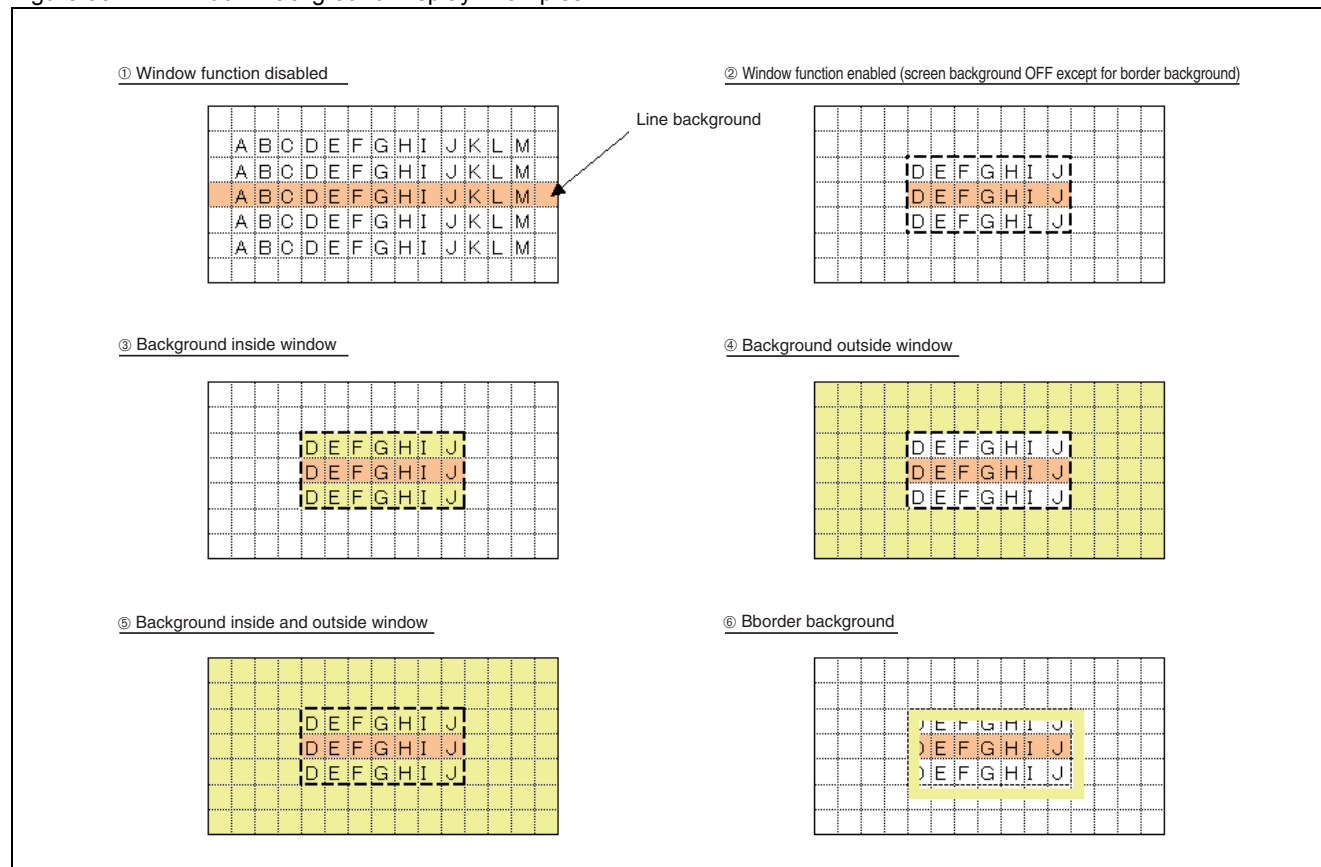 ① Window function disabled
A B C D E F G H I J K L M
A B C D E F G H I J K L M
A B C D E F G H I J K L M
A B C D E F G H I J K L M
A B C D E F G H I J K L M
Line background
② Window function enabled (screen background OFF except for border background)
D E F G H I J
D E F G H I J
D E F G H I J
③ Background inside window
D E F G H I J
D E F G H I J
D E F G H I J
④ Background outside window
D E F G H I J
D E F G H I J
D E F G H I J
⑤ Background inside and outside window
D E F G H I J
D E F G H I J
D E F G H I J
⑥ Bborder background
E F G H I J
E F G H I J
E F G H I J